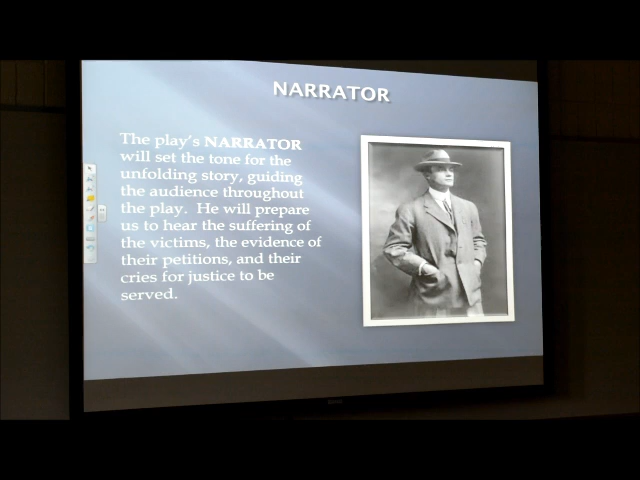 NARRATOR
The play's NARRATOR
will set the tone for the
unfolding story, guiding
the audience throughout
the play. He will prepare
us to hear the suffering of
the victims, the evidence of
their petitions, and their
cries for justice to be
served.